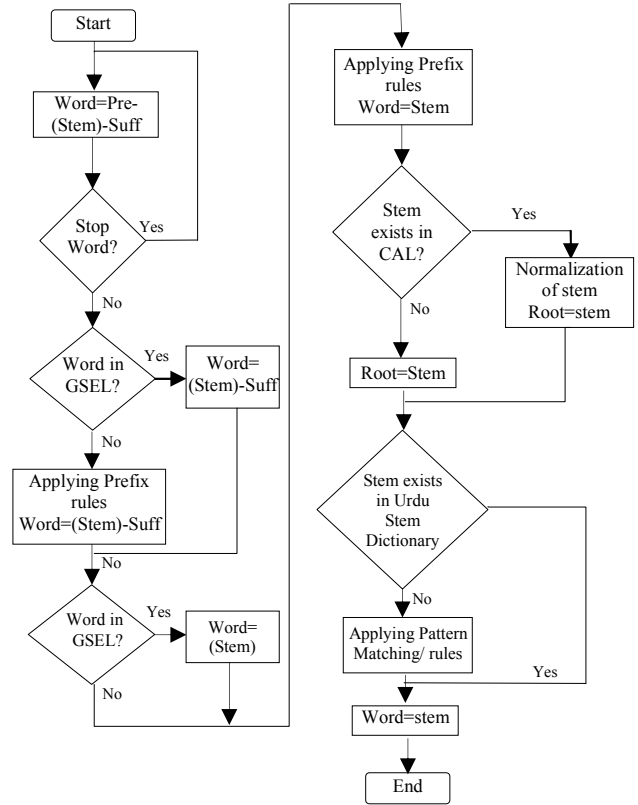 Start
Word=Pre-
(Stem)-Suff
Stop
Word?
Yes
No
Word in
GSEL?
Yes
Word=
(Stem)-Suff
No
Applying Prefix
rules
Word=(Stem)-Suff
No
Word in
GSEL?
Yes
Word=
(Stem)
No
Applying Prefix
rules
Word=Stem
Stem
exists in
CAL?
Yes
Normalization
of stem
Root=stem
No
Root=Stem
Stem exists
in Urdu
Stem
Dictionary
No
Applying Pattern
Matching/ rules
Yes
Word=stem
End